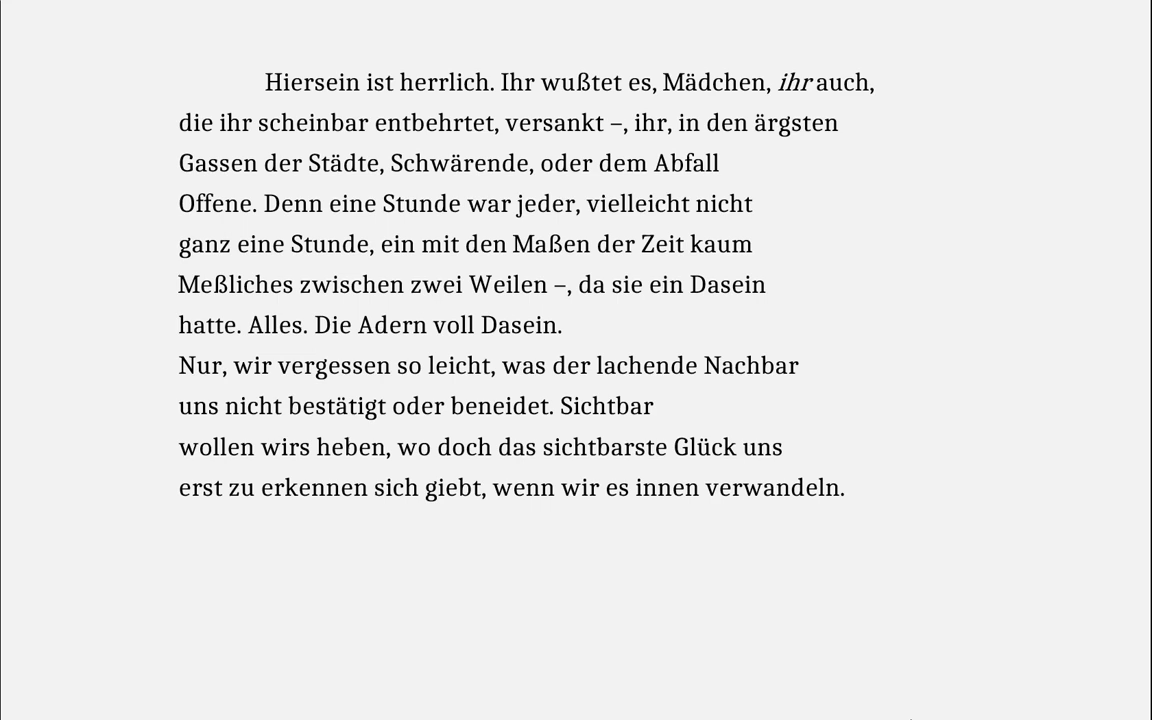 Hiersein ist herrlich. Ihr wußtet es, Mädchen, ihr auch,
die ihr scheinbar entbehrtet, versankt –, ihr, in den ärgsten
Gassen der Städte, Schwärende, oder dem Abfall
Offene. Denn eine Stunde war jeder, vielleicht nicht
ganz eine Stunde, ein mit den Maßen der Zeit kaum
Meßliches zwischen zwei Weilen –, da sie ein Dasein
hatte. Alles. Die Adern voll Dasein.
Nur, wir vergessen so leicht, was der lachende Nachbar
uns nicht bestätigt oder beneidet. Sichtbar
wollen wirs heben, wo doch das sichtbarste Glück uns
erst zu erkennen sich giebt, wenn wir es innen verwandeln.